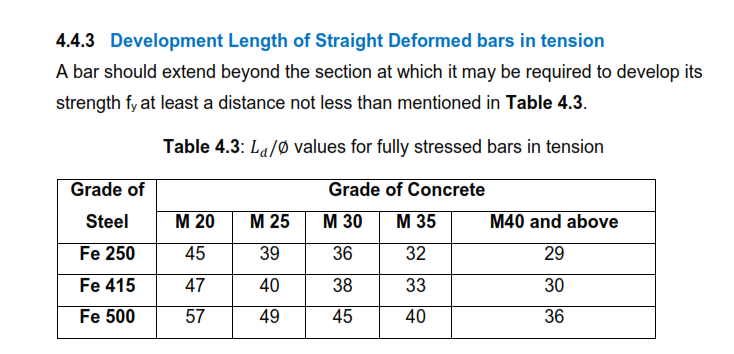 4.4.3 Development Length of Straight Deformed bars in tension
A bar should extend beyond the section at which it may be required to develop its
strength fy at least a distance not less than mentioned in Table 4.3.
Table 4.3: Ld/Ø values for fully stressed bars in tension
Grade of Steel Grade of Concrete
M 20 M 25 M 30 M 35 M40 and above
Fe 250 45 39 36 32 29
Fe 415 47 40 38 33 30
Fe 500 57 49 45 40 36